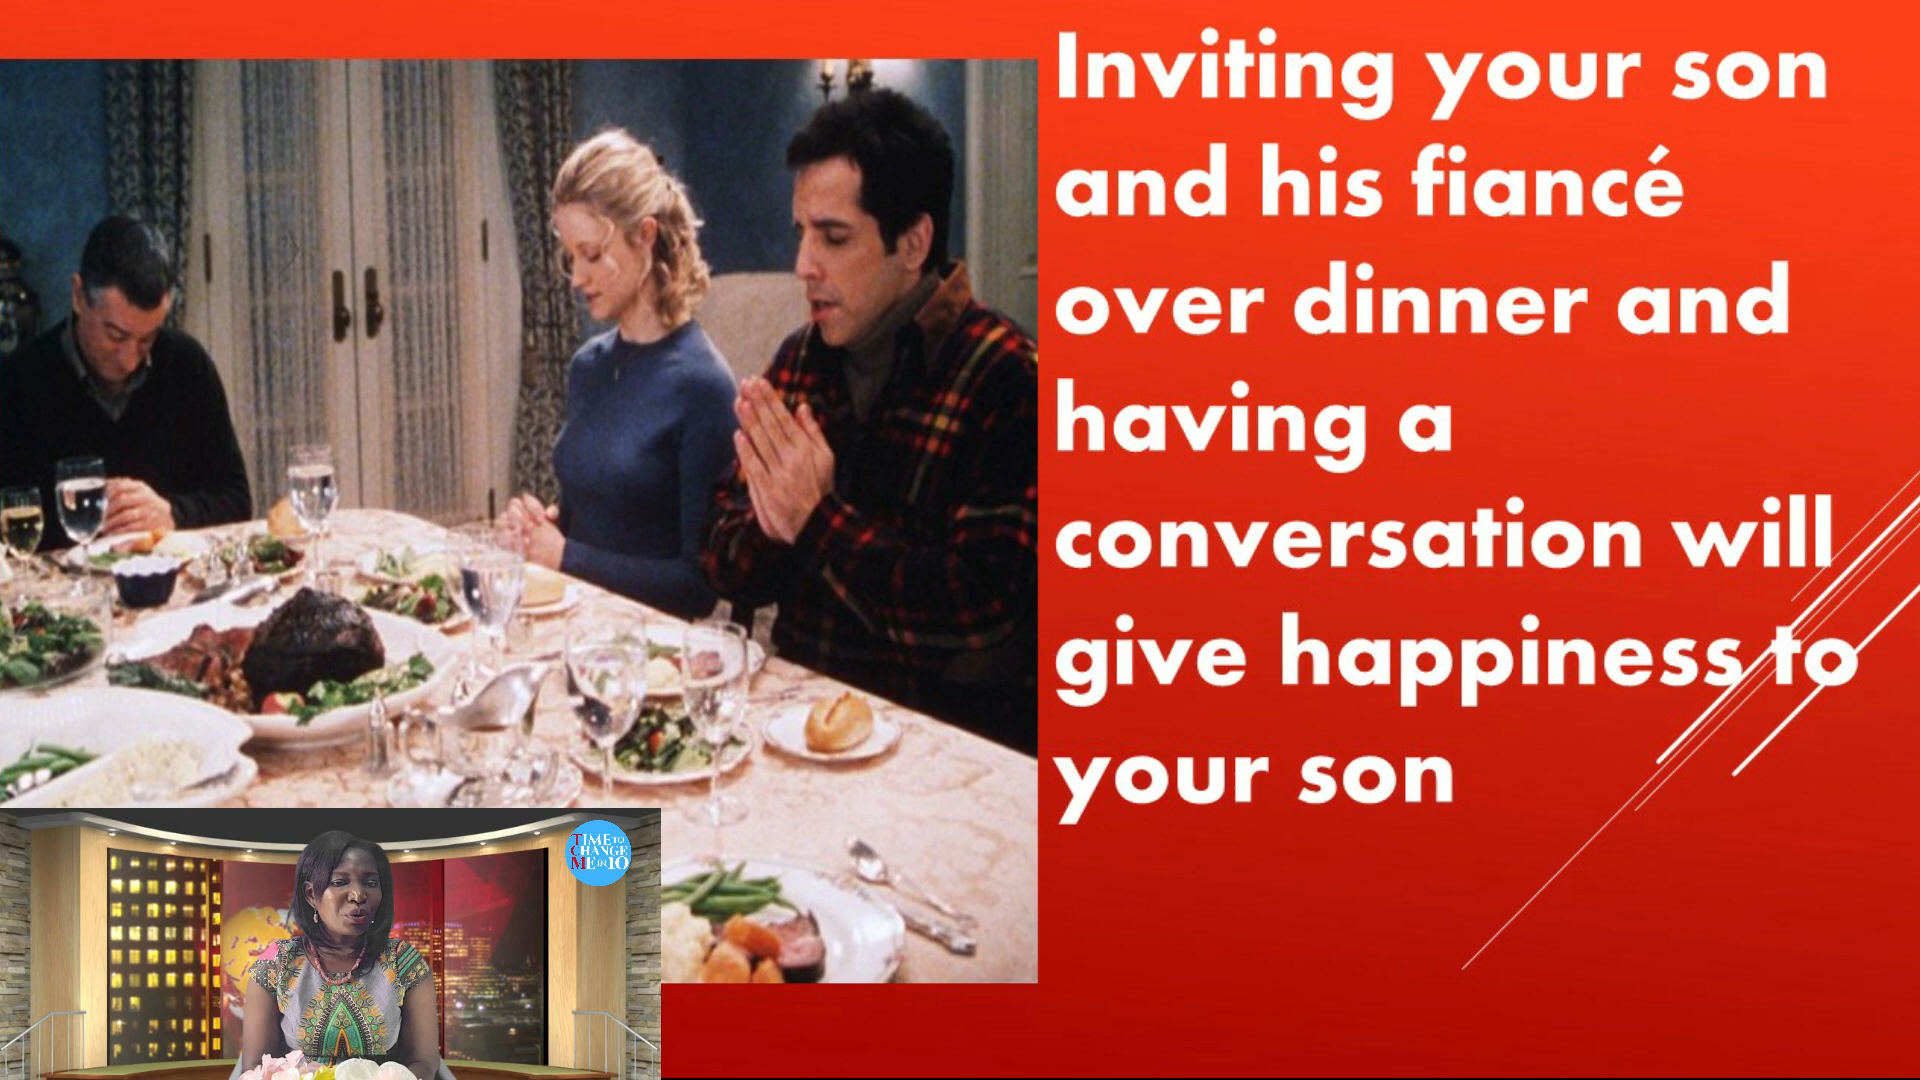 Inviting your son
and his fiancé
over dinner and
having a
conversation will
give happiness to
your son
TIME TO
CHANGE
ME IN 10